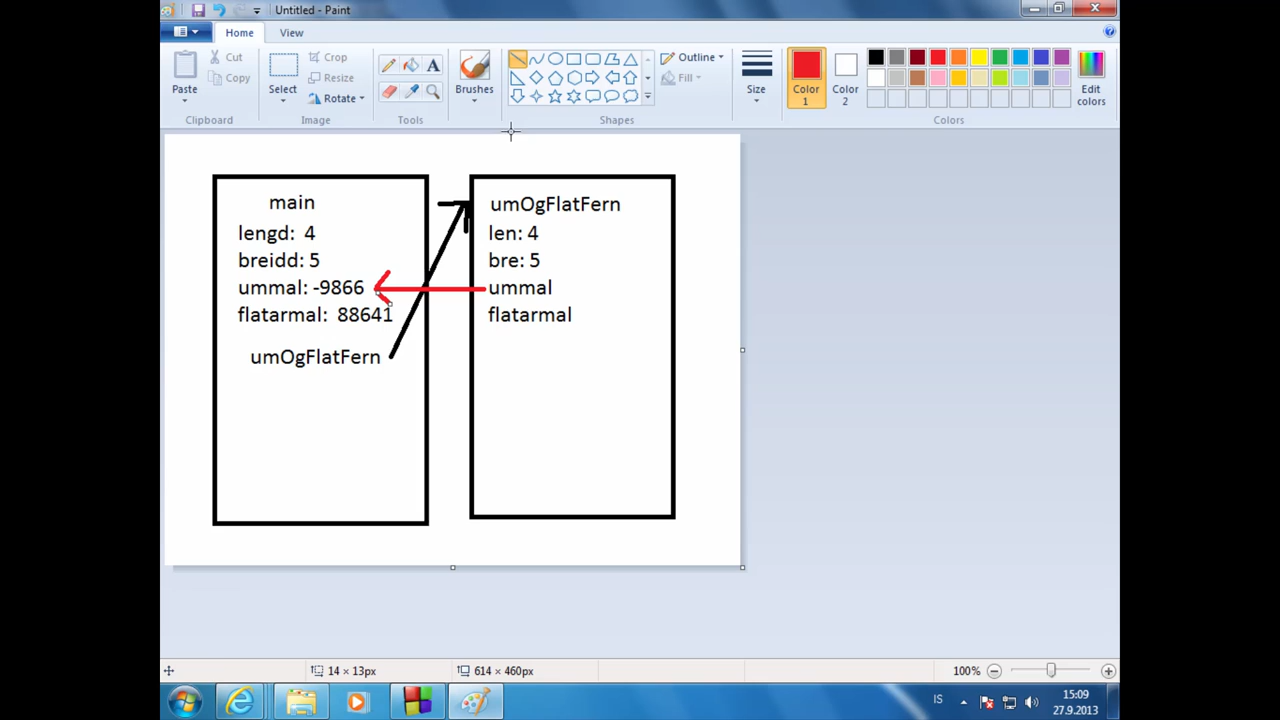 Untitled - Paint
Home
View
Paste
Cut
Copy
Clipboard
Select
Crop
Resize
Rotate
Image
A
Tools
Brushes
Shapes
Outline
Fill
Size
Color
1
Color
2
Edit
colors
Colors
main
lengd: 4
breidd: 5
ummal: -9866
flatarmal: 88641
umOgFlatFern
umOgFlatFern
len: 4
bre: 5
ummal
flatarmal
14 × 13px
614 × 460px
100%
IS
15:09
27.9.2013